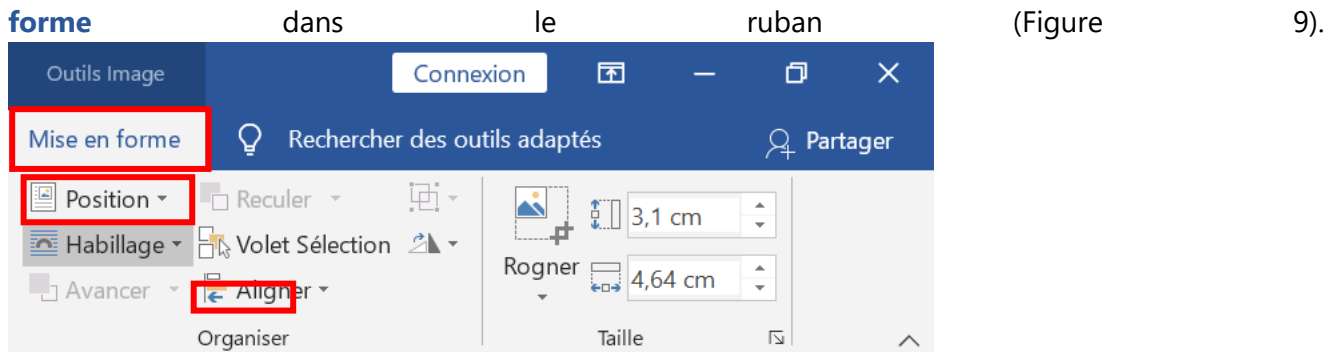 forme dans le ruban (Figure 9).
Outils Image Connexion
Mise en forme Rechercher des outils adaptés Partager
Position Reculer 3,1 cm
Habillage Volet Sélection
Rogner 4,64 cm
Avancer Aligner
Organiser Taille